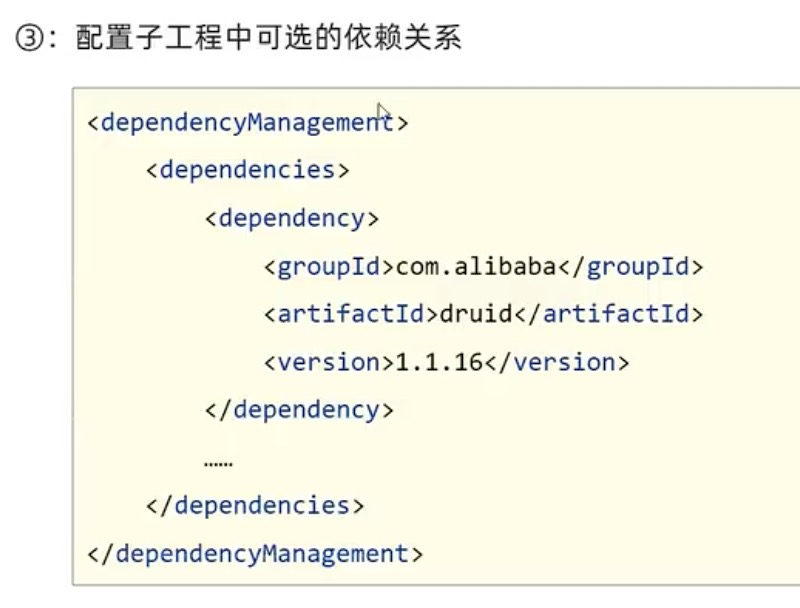 ③：配置子工程中可选的依赖关系
<dependencyManagement>
<dependencies>
<dependency>
<groupId>com.alibaba</groupId>
<artifactId>druid</artifactId>
<version>1.1.16</version>
</dependency>
……
</dependencies>
</dependencyManagement>